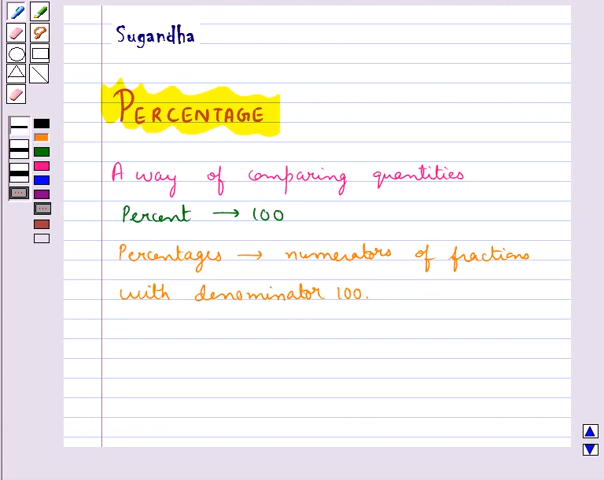 Sugandha
PERCENTAGE
A way of comparing quantities
Percent → 100
Percentages → numerators of fractions
with denominator 100.